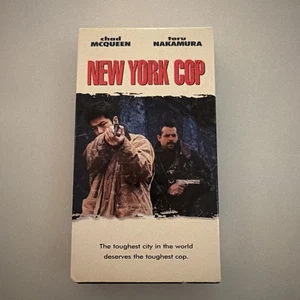 chad toru
McQUEEN NAKAMURA
NEW YORK COP
The toughest city in the world
deserves the toughest cop.